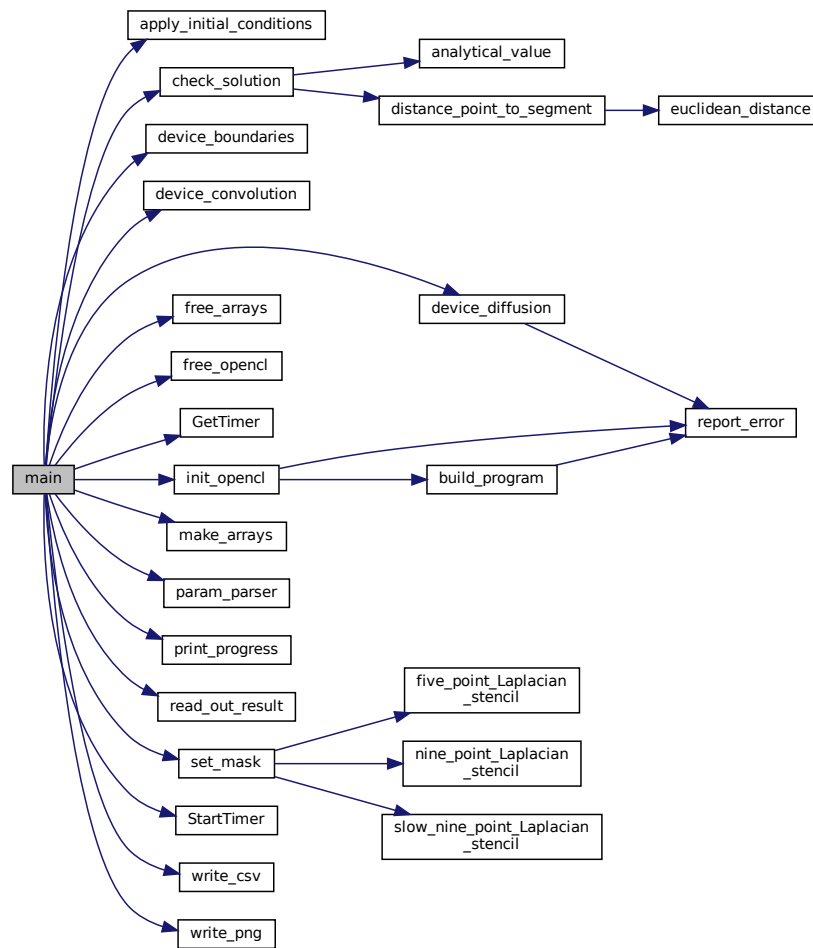 apply_initial_conditions
analytical_value
check_solution
distance_point_to_segment
euclidean_distance
device_boundaries
device_convolution
free_arrays
device_diffusion
free_opencl
GetTimer
report_error
main
init_opencl
build_program
make_arrays
param_parser
print_progress
five_point_Laplacian
_stencil
read_out_result
nine_point_Laplacian
_stencil
set_mask
StartTimer
slow_nine_point_Laplacian
_stencil
write_csv
write_png